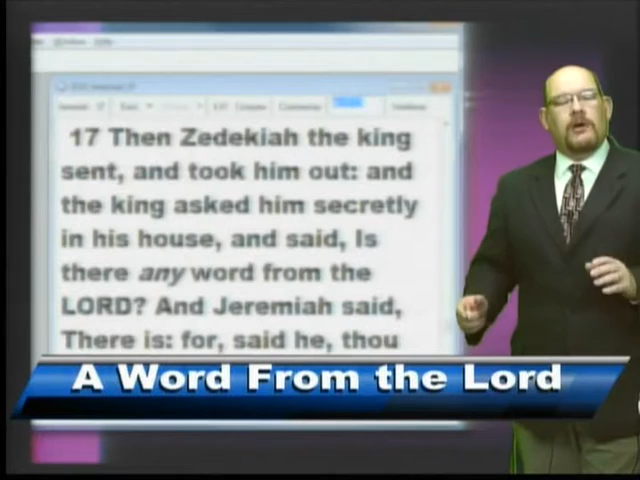 17 Then Zedekiah the king
sent, and took him out: and
the king asked him secretly
in his house, and said, Is
there any word from the
LORD? And Jeremiah said,
There is: for, said he, thou
A Word From the Lord